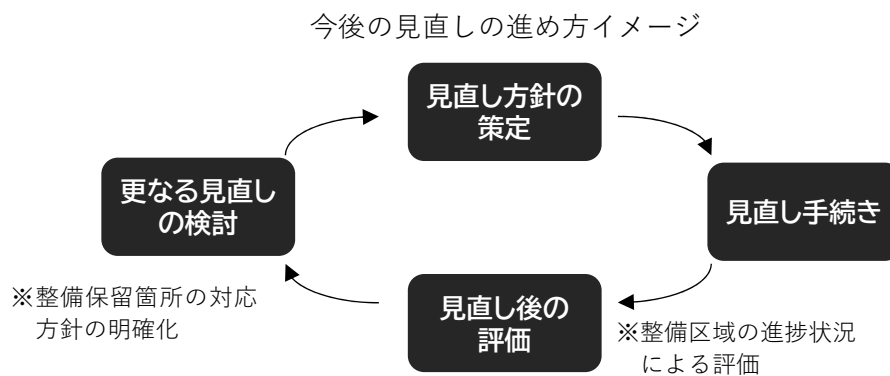 今後の見直しの進め方イメージ
見直し方針の
策定
更なる見直し
の検討
見直し手続き
※整備保留箇所の対応
方針の明確化
見直し後の
評価
※整備区域の進捗状況
による評価